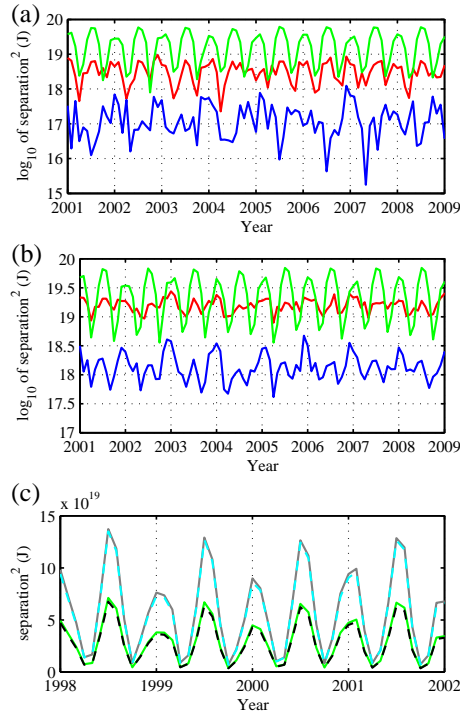 (a)
20
19
18
17
16
15
log10 of separation² (J)
2001 2002 2003 2004 2005 2006 2007 2008 2009
Year
(b)
20
19.5
19
18.5
18
17.5
17
log10 of separation² (J)
2001 2002 2003 2004 2005 2006 2007 2008 2009
Year
(c)
x 10¹⁹
15
10
5
0
separation² (J)
1998 1999 2000 2001 2002
Year